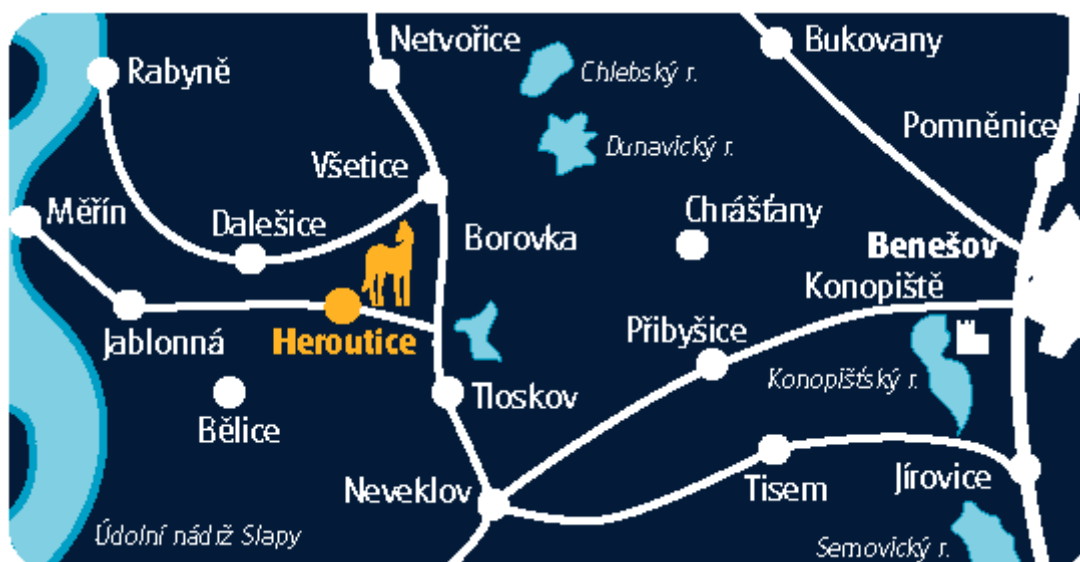 Netvořice
Bukovany
Rabyně
Chlebský r.
Pomněnice
Dunavický r.
Všetice
Měřín
Dalešice
Chrášťany
Borovka
Benešov
Konopiště
Jablonná
Heroutice
Přibyšice
Konopišťský r.
Tloskov
Bělice
Neveklov
Tisem
Jírovice
Údolní nádrž Slapy
Semovický r.